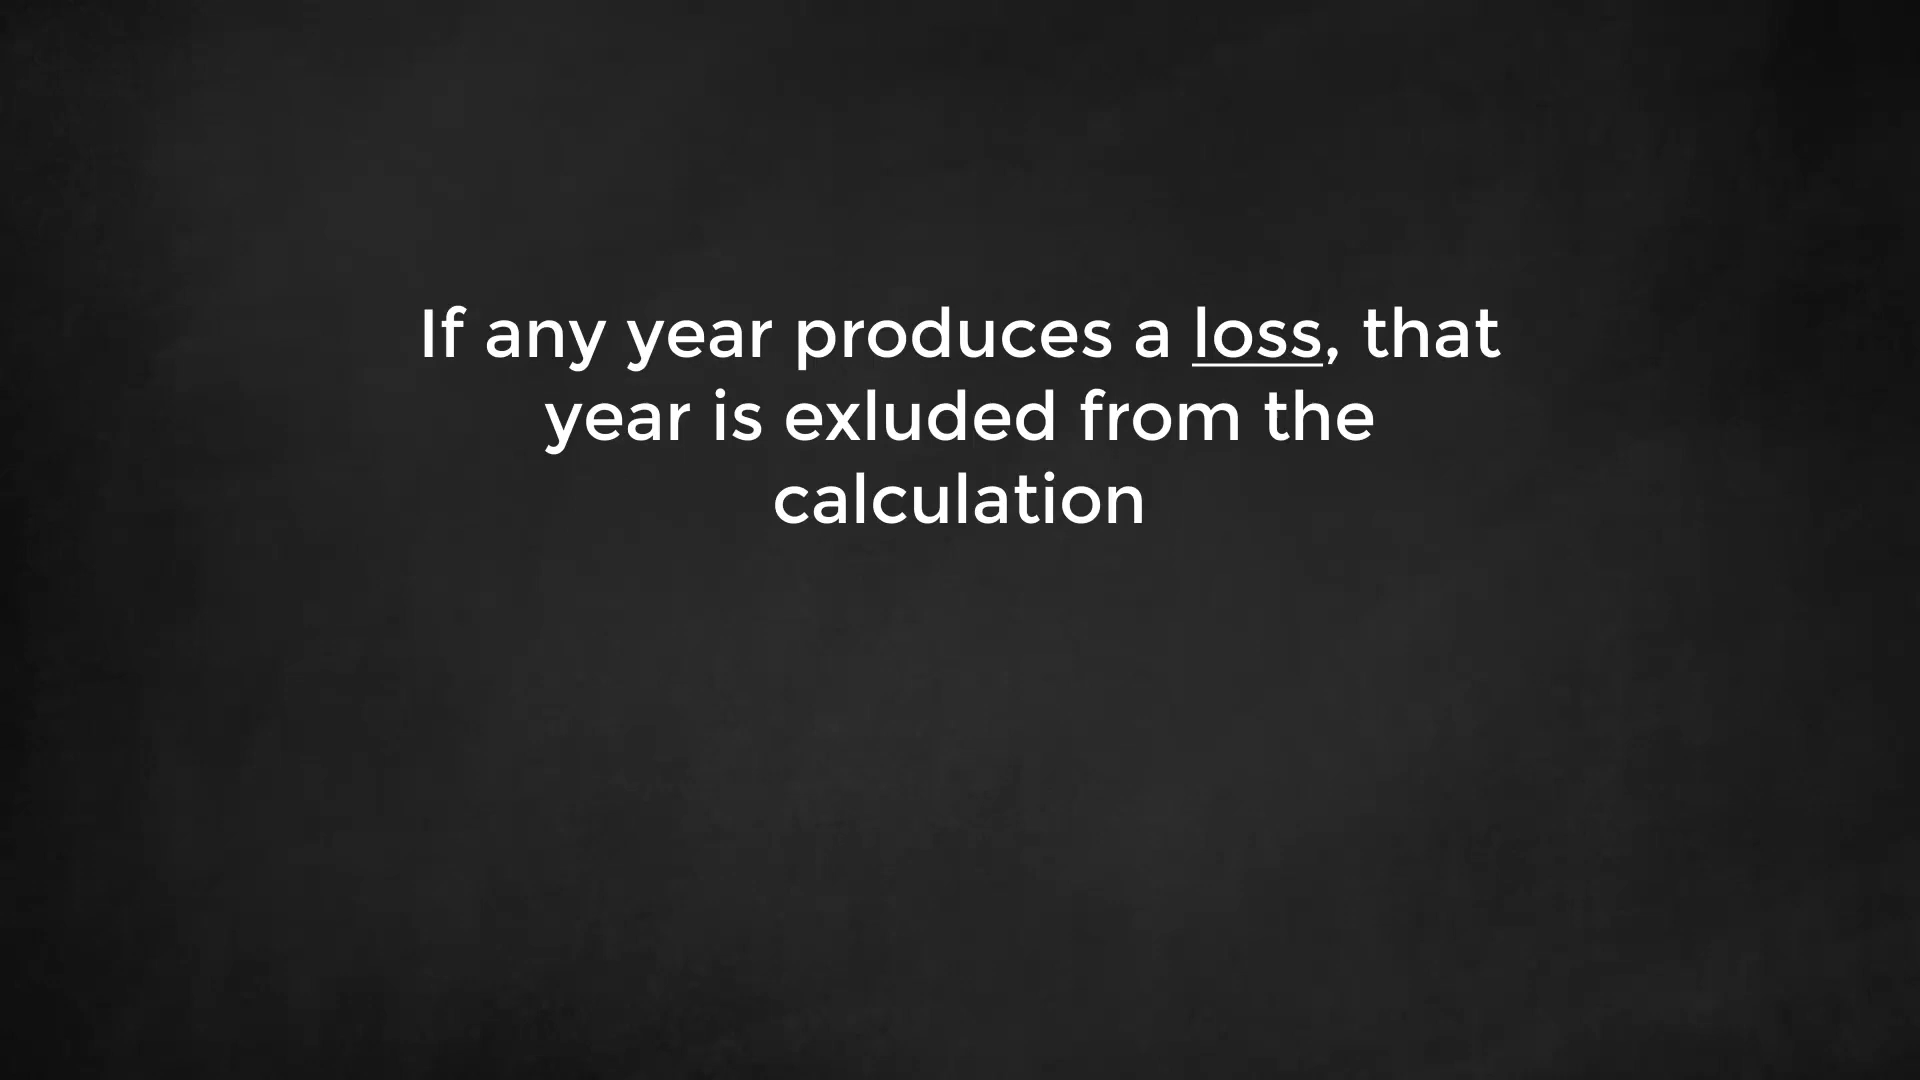 If any year produces a loss, that
year is exluded from the
calculation